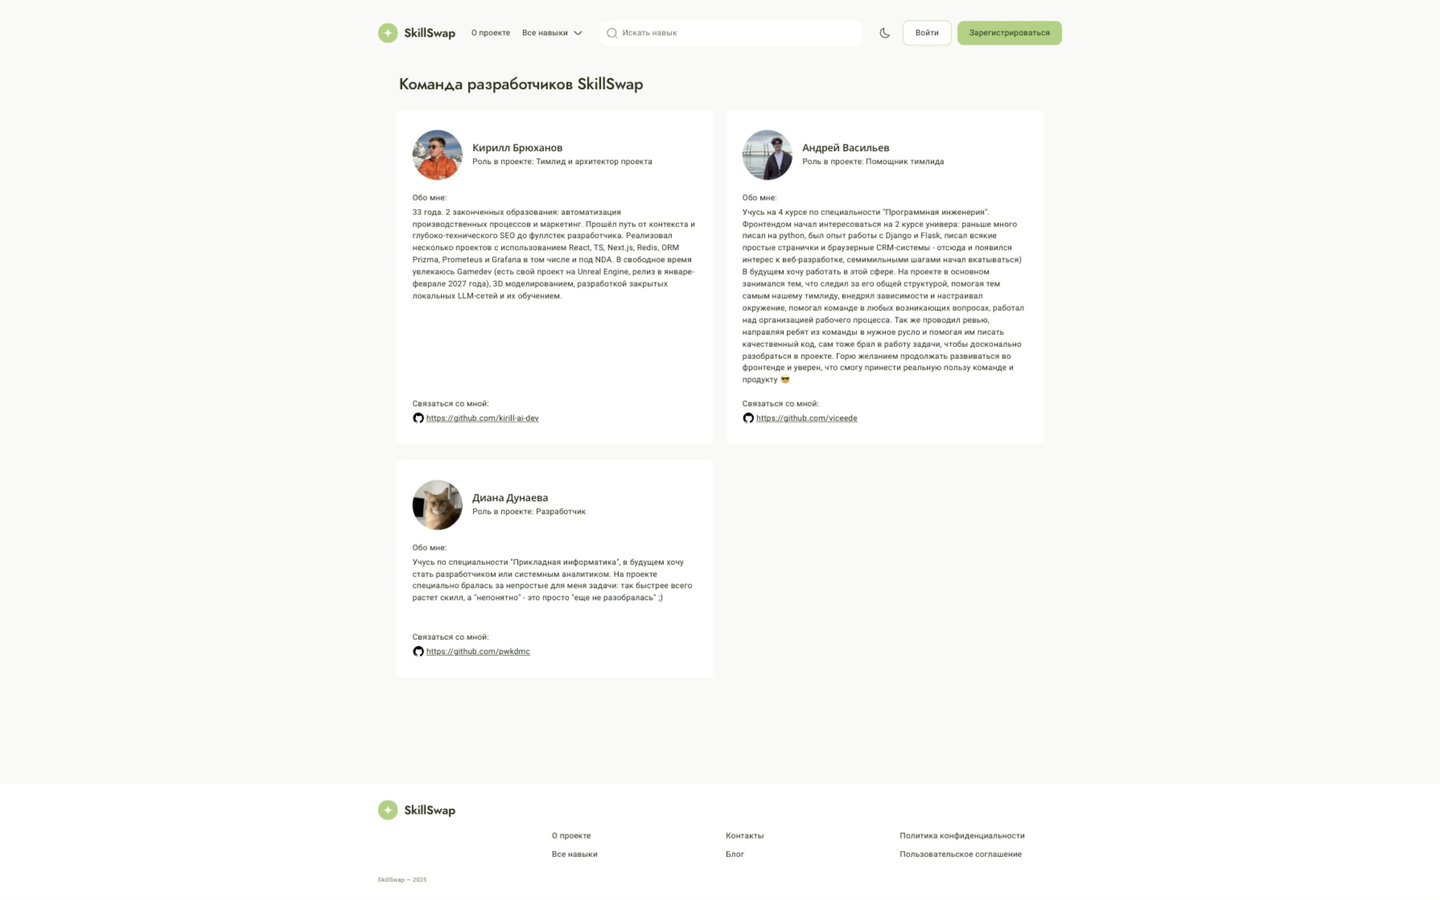 SkillSwap
О проекте
Все навыки
Искать навык
Войти
Зарегистрироваться
Команда разработчиков SkillSwap
Кирилл Брюханов
Роль в проекте: Тимлид и архитектор проекта
Обо мне:
33 года. 2 законченных образования: автоматизация
производственных процессов и маркетинг. Прошёл путь от контекста и
глубоко-технического SEO до фуллстек разработчика. Реализовал
несколько проектов с использованием React, TS, Next.js, Redis, ORM
Prizma, Prometeus и Grafana в том числе и под NDA. В свободное время
увлекаюсь Gamedev (есть свой проект на Unreal Engine, релиз в январе-
феврале 2027 года), 3D моделированием, разработкой закрытых
локальных LLM-сетей и их обучением.
Связаться со мной:
https://github.com/kirill-ai-dev
Андрей Васильев
Роль в проекте: Помощник тимлида
Обо мне:
Учусь на 4 курсе по специальности "Программная инженерия".
Фронтендом начал интересоваться на 2 курсе универа: раньше много
писал на python, был опыт работы с Django и Flask, писал всякие
простые странички и браузерные CRM-системы - отсюда и появился
интерес к веб-разработке, семимильными шагами начал вкатываться)
В будущем хочу работать в этой сфере. На проекте в основном
занимался тем, что следил за его общей структурой, помогая тем
самым нашему тимлиду, внедрял зависимости и настраивал
окружение, помогал команде в любых возникающих вопросах, работал
над организацией рабочего процесса. Так же проводил ревью,
направляя ребят из команды в нужное русло и помогая им писать
качественный код, сам тоже брал в работу задачи, чтобы досконально
разобраться в проекте. Горю желанием продолжать развиваться во
фронтенде и уверен, что смогу принести реальную пользу команде и
продукту 😎
Связаться со мной:
https://github.com/viceede
Диана Дунаева
Роль в проекте: Разработчик
Обо мне:
Учусь по специальности "Прикладная информатика", в будущем хочу
стать разработчиком или системным аналитиком. На проекте
специально бралась за непростые для меня задачи: так быстрее всего
растет скилл, а "непонятно" - это просто "еще не разобралась" ;)
Связаться со мной:
https://github.com/pwkdmc
SkillSwap
О проекте
Контакты
Политика конфиденциальности
Все навыки
Блог
Пользовательское соглашение
SkillSwap — 2025